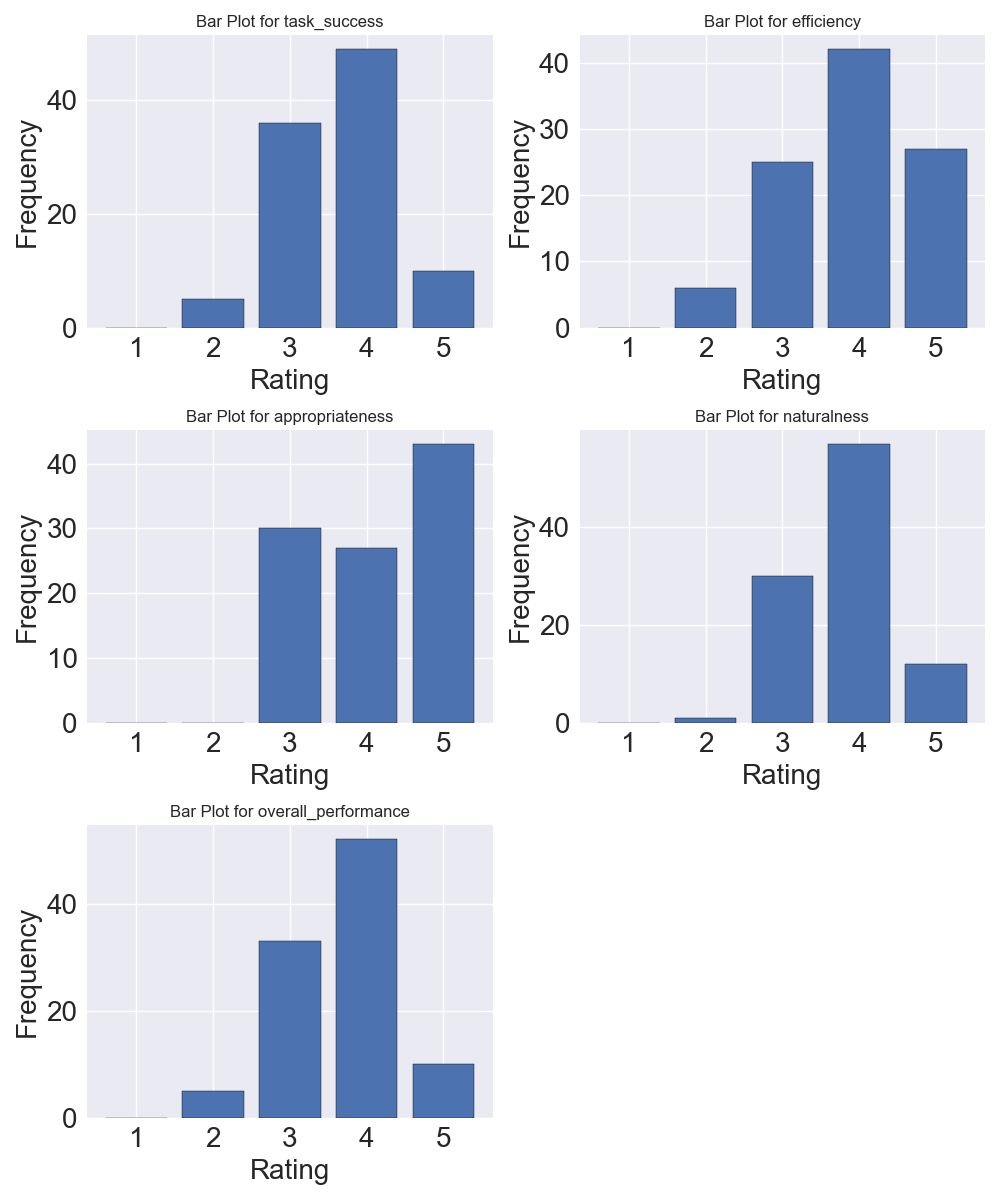 Bar Plot for task_success
Frequency
40
20
0
1 2 3 4 5
Rating
Bar Plot for efficiency
Frequency
40
30
20
10
0
1 2 3 4 5
Rating
Bar Plot for appropriateness
Frequency
40
30
20
10
0
1 2 3 4 5
Rating
Bar Plot for naturalness
Frequency
40
20
0
1 2 3 4 5
Rating
Bar Plot for overall_performance
Frequency
40
20
0
1 2 3 4 5
Rating